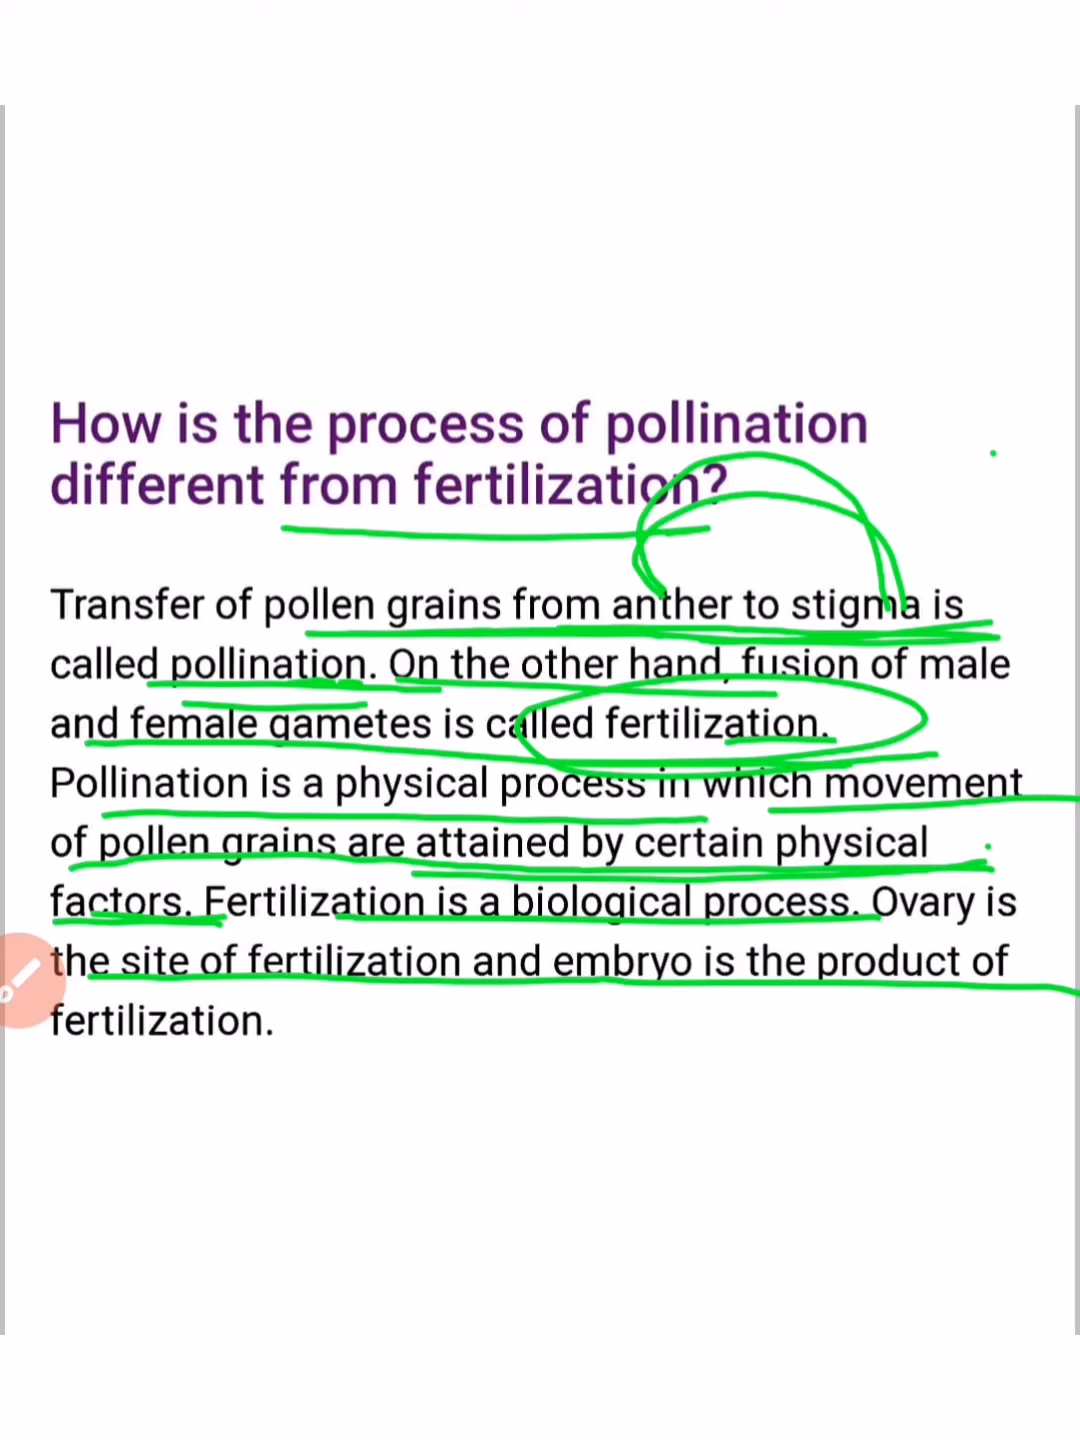 How is the process of pollination
different from fertilization?
Transfer of pollen grains from anther to stigma is
called pollination. On the other hand, fusion of male
and female gametes is called fertilization.
Pollination is a physical process in which movement
of pollen grains are attained by certain physical
factors. Fertilization is a biological process. Ovary is
the site of fertilization and embryo is the product of
fertilization.